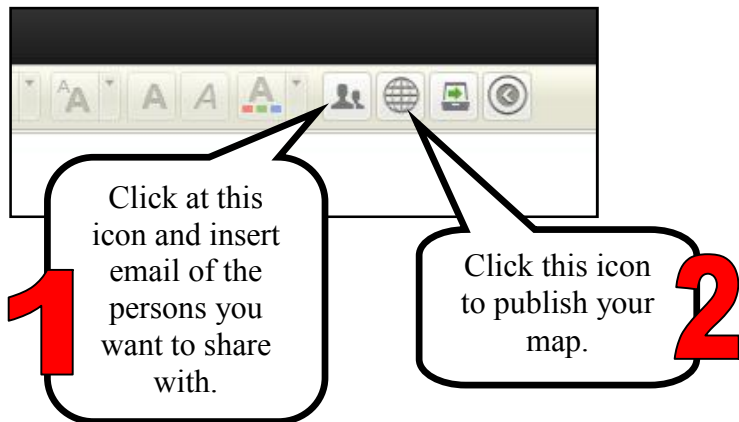 AA
A
A
A
Click at this
icon and insert
email of the
persons you
want to share
with.
1
Click this icon
to publish your
map.
2